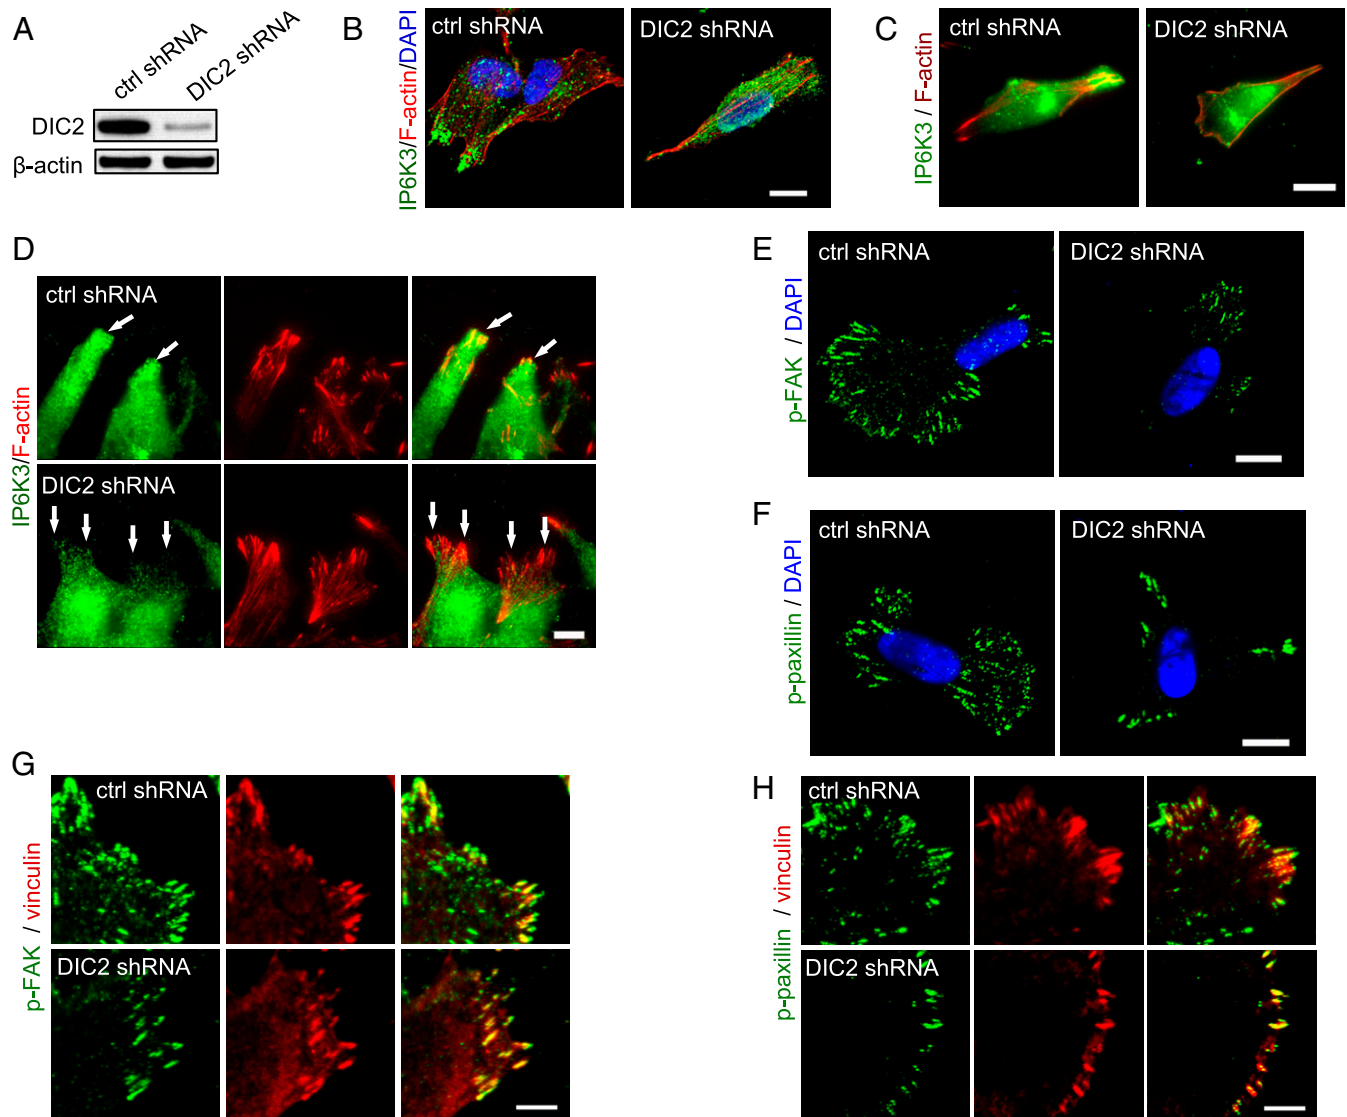 A
ctrl shRNA
DIC2 shRNA
DIC2
β-actin
B
IP6K3/F-actin/DAPI
ctrl shRNA
DIC2 shRNA
C
IP6K3 / F-actin
ctrl shRNA
DIC2 shRNA
D
IP6K3/F-actin
ctrl shRNA
DIC2 shRNA
E
p-FAK / DAPI
ctrl shRNA
DIC2 shRNA
F
p-paxillin / DAPI
ctrl shRNA
DIC2 shRNA
G
p-FAK / vinculin
ctrl shRNA
DIC2 shRNA
H
p-paxillin / vinculin
ctrl shRNA
DIC2 shRNA